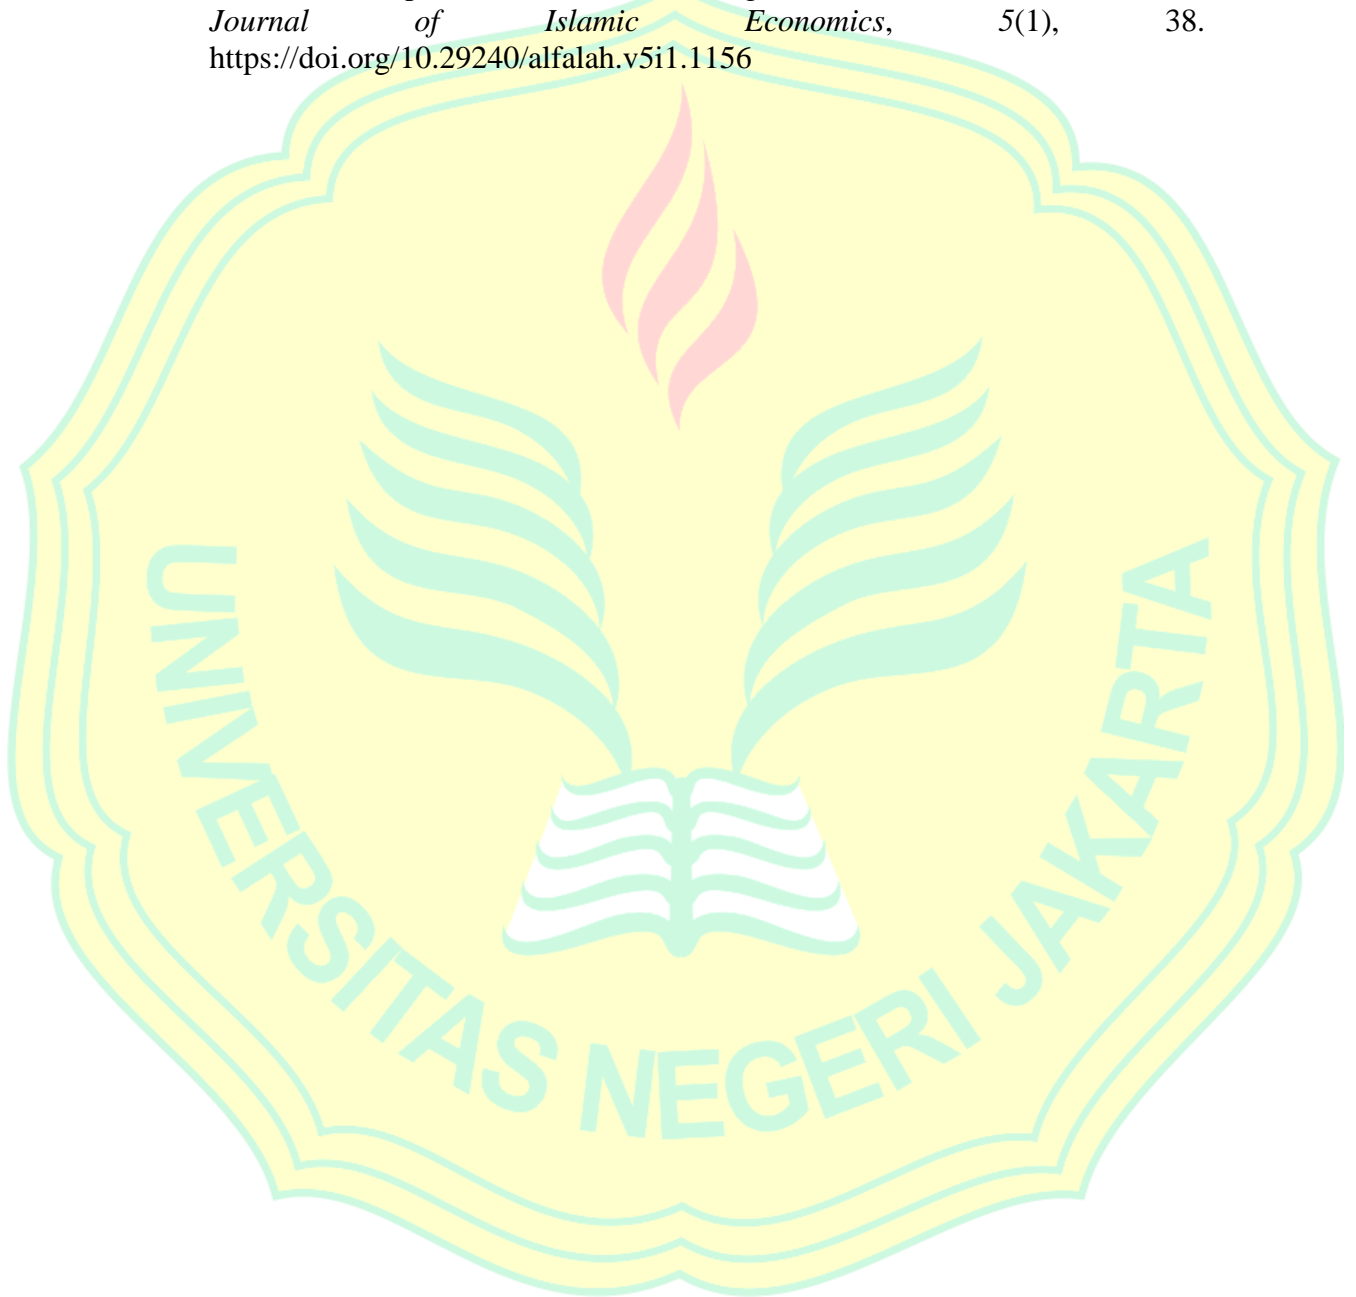 Journal of Islamic Economics, 5(1), 38.
https://doi.org/10.29240/alfalah.v5i1.1156
UNIVERSITAS NEGERI JAKARTA